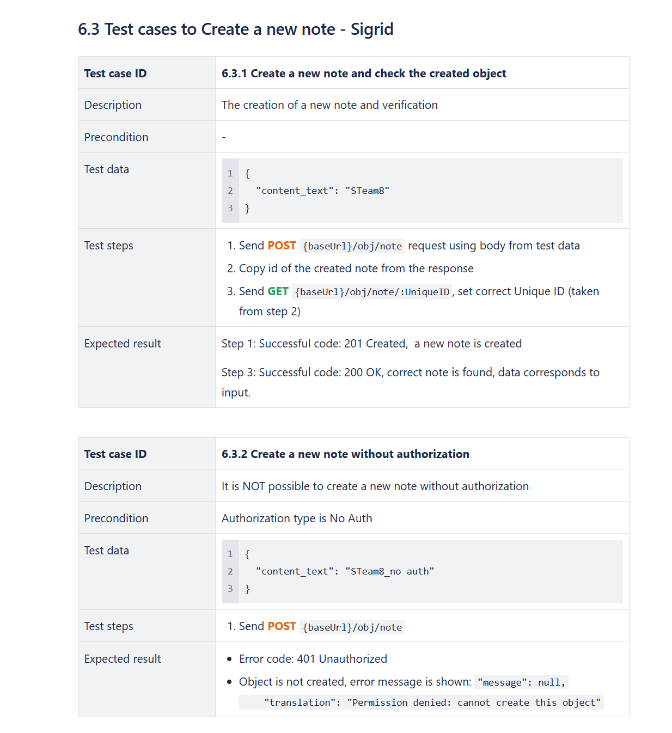 6.3 Test cases to Create a new note - Sigrid
Test case ID
6.3.1 Create a new note and check the created object
Description
The creation of a new note and verification
Precondition
-
Test data
1 {
2 "content_text": "STeam8"
3 }
Test steps
1. Send POST {baseUrl}/obj/note request using body from test data
2. Copy id of the created note from the response
3. Send GET {baseUrl}/obj/note/:UniqueID, set correct Unique ID (taken
from step 2)
Expected result
Step 1: Successful code: 201 Created, a new note is created
Step 3: Successful code: 200 OK, correct note is found, data corresponds to
input.
Test case ID
6.3.2 Create a new note without authorization
Description
It is NOT possible to create a new note without authorization
Precondition
Authorization type is No Auth
Test data
1 {
2 "content_text": "STeam8_no auth"
3 }
Test steps
1. Send POST {baseUrl}/obj/note
Expected result
• Error code: 401 Unauthorized
• Object is not created, error message is shown: "message": null,
"translation": "Permission denied: cannot create this object"